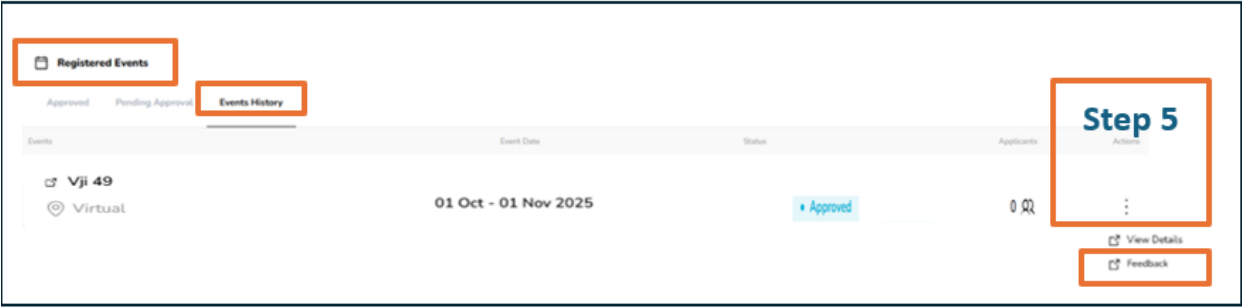 Registered Events
Approved Pending Approval Events History
Step 5
Events Event Date Status Applicants Actions
Vji 49
Virtual 01 Oct - 01 Nov 2025 Approved 0
View Details
Feedback